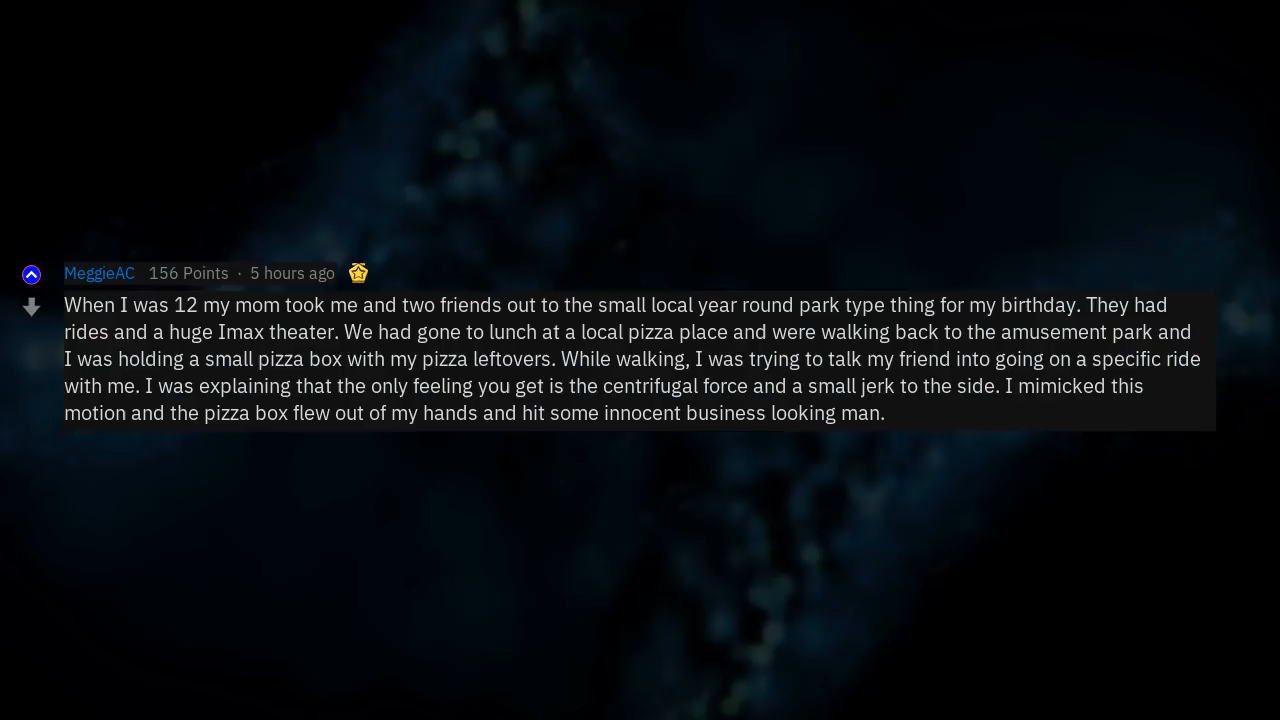 MeggieAC 156 Points · 5 hours ago
When I was 12 my mom took me and two friends out to the small local year round park type thing for my birthday. They had
rides and a huge Imax theater. We had gone to lunch at a local pizza place and were walking back to the amusement park and
I was holding a small pizza box with my pizza leftovers. While walking, I was trying to talk my friend into going on a specific ride
with me. I was explaining that the only feeling you get is the centrifugal force and a small jerk to the side. I mimicked this
motion and the pizza box flew out of my hands and hit some innocent business looking man.